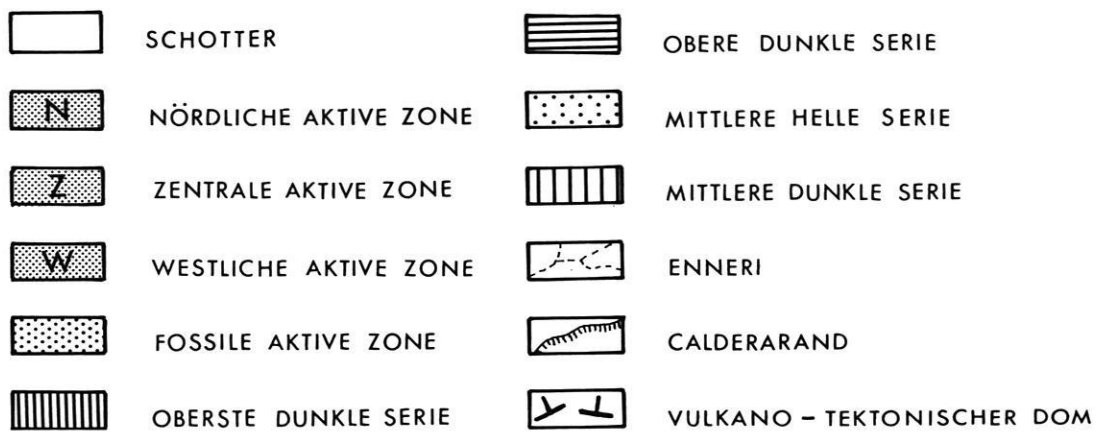 SCHOTTER
N NÖRDLICHE AKTIVE ZONE
Z ZENTRALE AKTIVE ZONE
W WESTLICHE AKTIVE ZONE
FOSSILE AKTIVE ZONE
OBERSTE DUNKLE SERIE
OBERE DUNKLE SERIE
MITTLERE HELLE SERIE
MITTLERE DUNKLE SERIE
ENNERI
CALDERARAND
VULKANO – TEKTONISCHER DOM